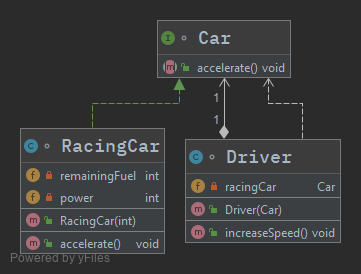 I Car
m accelerate() void
1
1
C RacingCar
f remainingFuel int
f power int
m RacingCar(int)
m accelerate() void
C Driver
f racingCar Car
m Driver(Car)
m increaseSpeed() void
Powered by yFiles